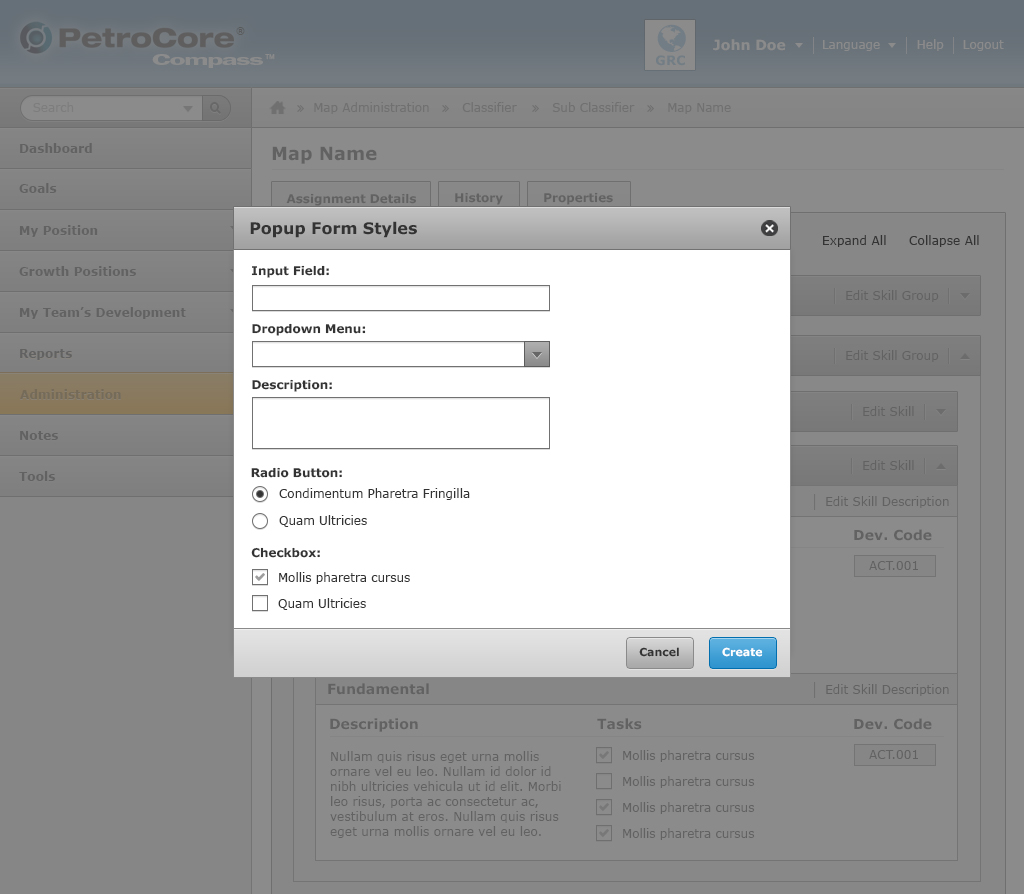 PetroCore®
Compass™
GRC
John Doe
Language
Help
Logout
Search
» Map Administration » Classifier » Sub Classifier » Map Name
Dashboard
Goals
My Position
Growth Positions
My Team's Development
Reports
Administration
Notes
Tools
Map Name
Assignment Details
History
Properties
Expand All
Collapse All
Edit Skill Group
Edit Skill Group
Edit Skill
Edit Skill
Edit Skill Description
Dev. Code
ACT.001
Popup Form Styles
Input Field:
Dropdown Menu:
Description:
Radio Button:
Condimentum Pharetra Fringilla
Quam Ultricies
Checkbox:
Mollis pharetra cursus
Quam Ultricies
Cancel
Create
Fundamental
Edit Skill Description
Description
Tasks
Dev. Code
Nullam quis risus eget urna mollis
ornare vel eu leo. Nullam id dolor id
nibh ultricies vehicula ut id elit. Morbi
leo risus, porta ac consectetur ac,
vestibulum at eros. Nullam quis risus
eget urna mollis ornare vel eu leo.
Mollis pharetra cursus
Mollis pharetra cursus
Mollis pharetra cursus
Mollis pharetra cursus
ACT.001